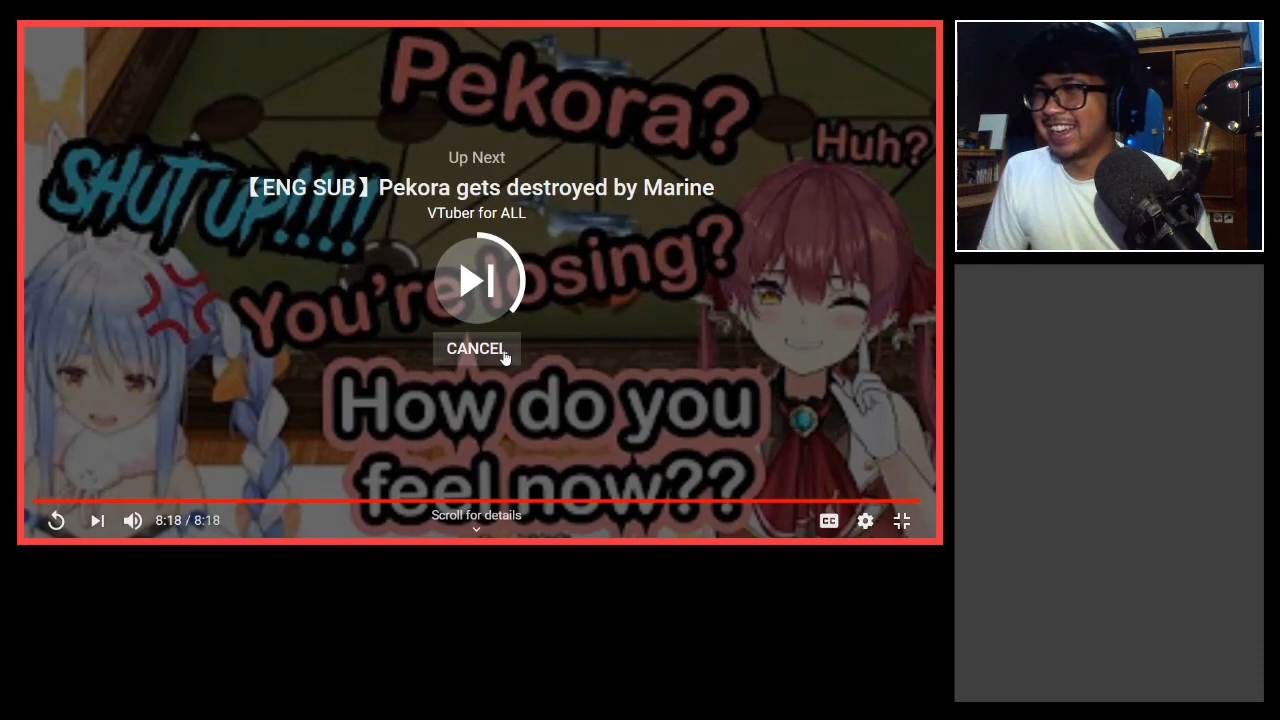 Pekora?
Huh?
SHUT UP!!!!
Up Next
【ENG SUB】Pekora gets destroyed by Marine
VTuber for ALL
You're losing?
CANCEL
How do you
feel now??
8:18 / 8:18
Scroll for details
CC